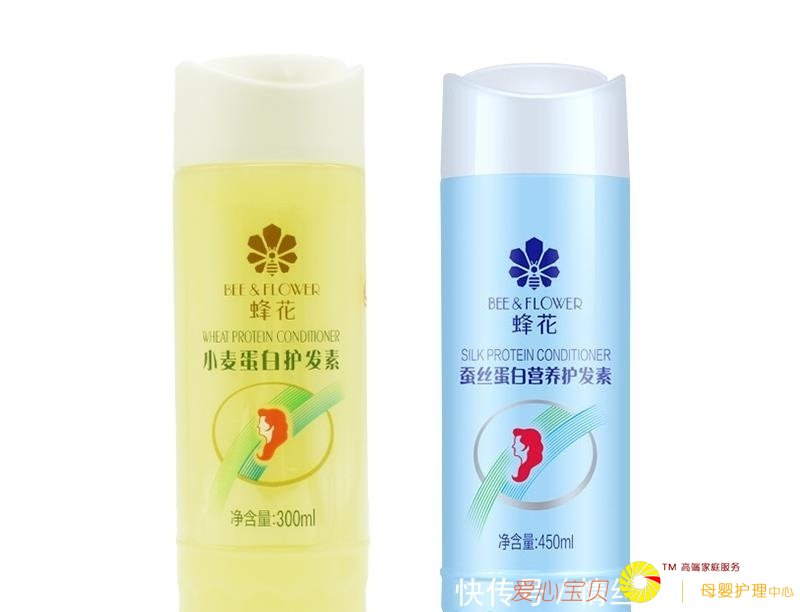 BEE & FLOWER
蜂花
WHEAT PROTEIN CONDITIONER
小麦蛋白护发素
净含量:300ml
BEE & FLOWER
蜂花
SILK PROTEIN CONDITIONER
蚕丝蛋白营养护发素
净含量:450ml
快传号
爱心宝贝
TM 高端家庭服务
母婴护理中心